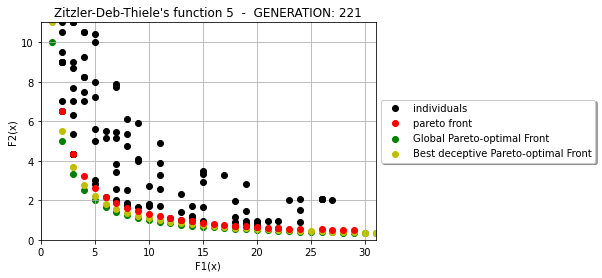 Zitzler-Deb-Thiele's function 5 - GENERATION: 221
10
8
6
4
2
0
F2(x)
0 5 10 15 20 25 30
F1(x)
individuals
pareto front
Global Pareto-optimal Front
Best deceptive Pareto-optimal Front